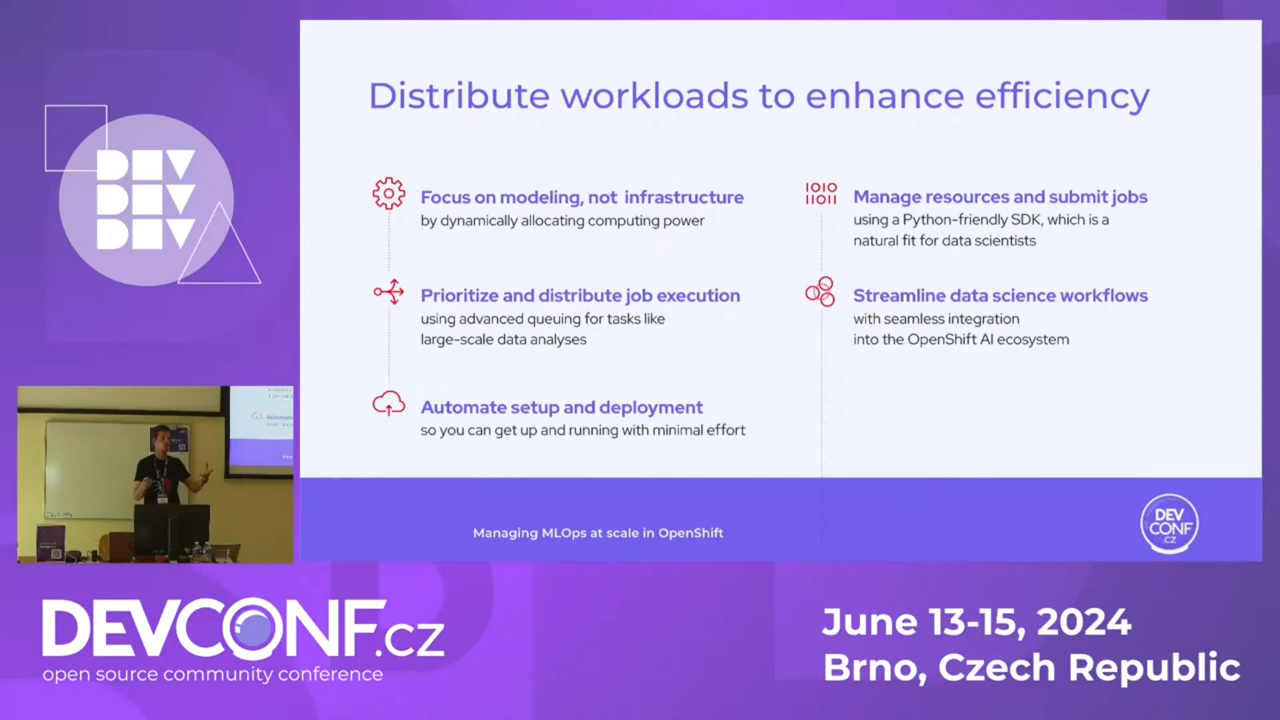 DEV
DEV
DEV
Distribute workloads to enhance efficiency
Focus on modeling, not infrastructure
by dynamically allocating computing power
Prioritize and distribute job execution
using advanced queuing for tasks like
large-scale data analyses
Automate setup and deployment
so you can get up and running with minimal effort
1010
11011
Manage resources and submit jobs
using a Python-friendly SDK, which is a
natural fit for data scientists
Streamline data science workflows
with seamless integration
into the OpenShift AI ecosystem
Managing MLOps at scale in OpenShift
DEV
CONF
.CZ
DEVCONF.cz
open source community conference
June 13-15, 2024
Brno, Czech Republic